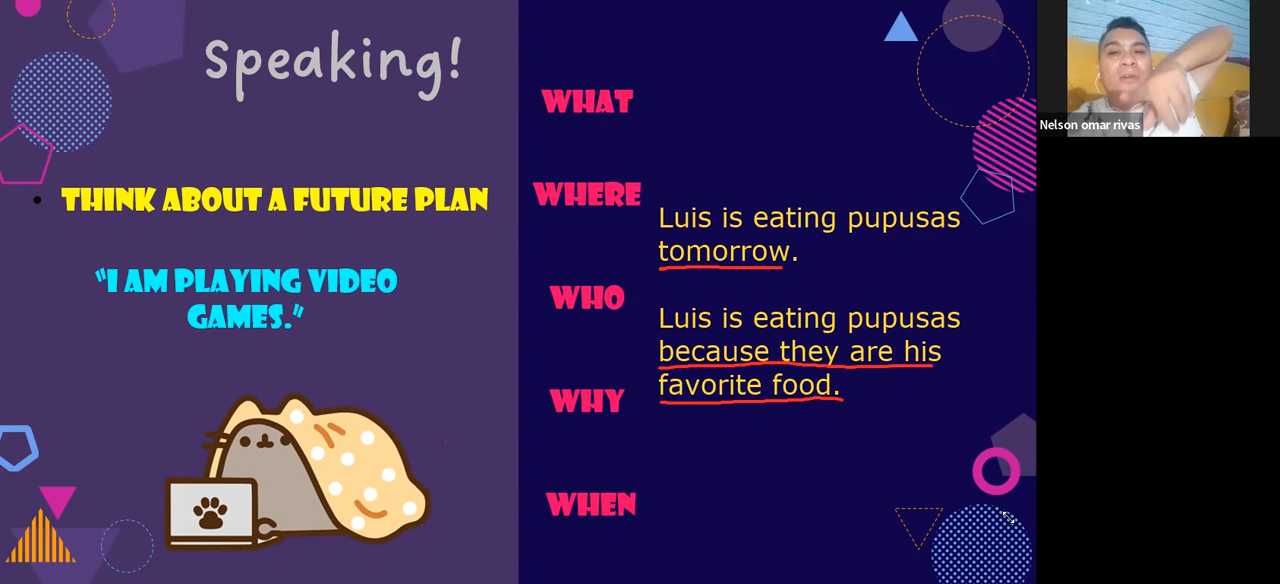 Speaking!
THINK ABOUT A FUTURE PLAN
"I AM PLAYING VIDEO
GAMES."
WHAT
WHERE
WHO
WHY
WHEN
Luis is eating pupusas
tomorrow.
Luis is eating pupusas
because they are his
favorite food.
Nelson omar rivas